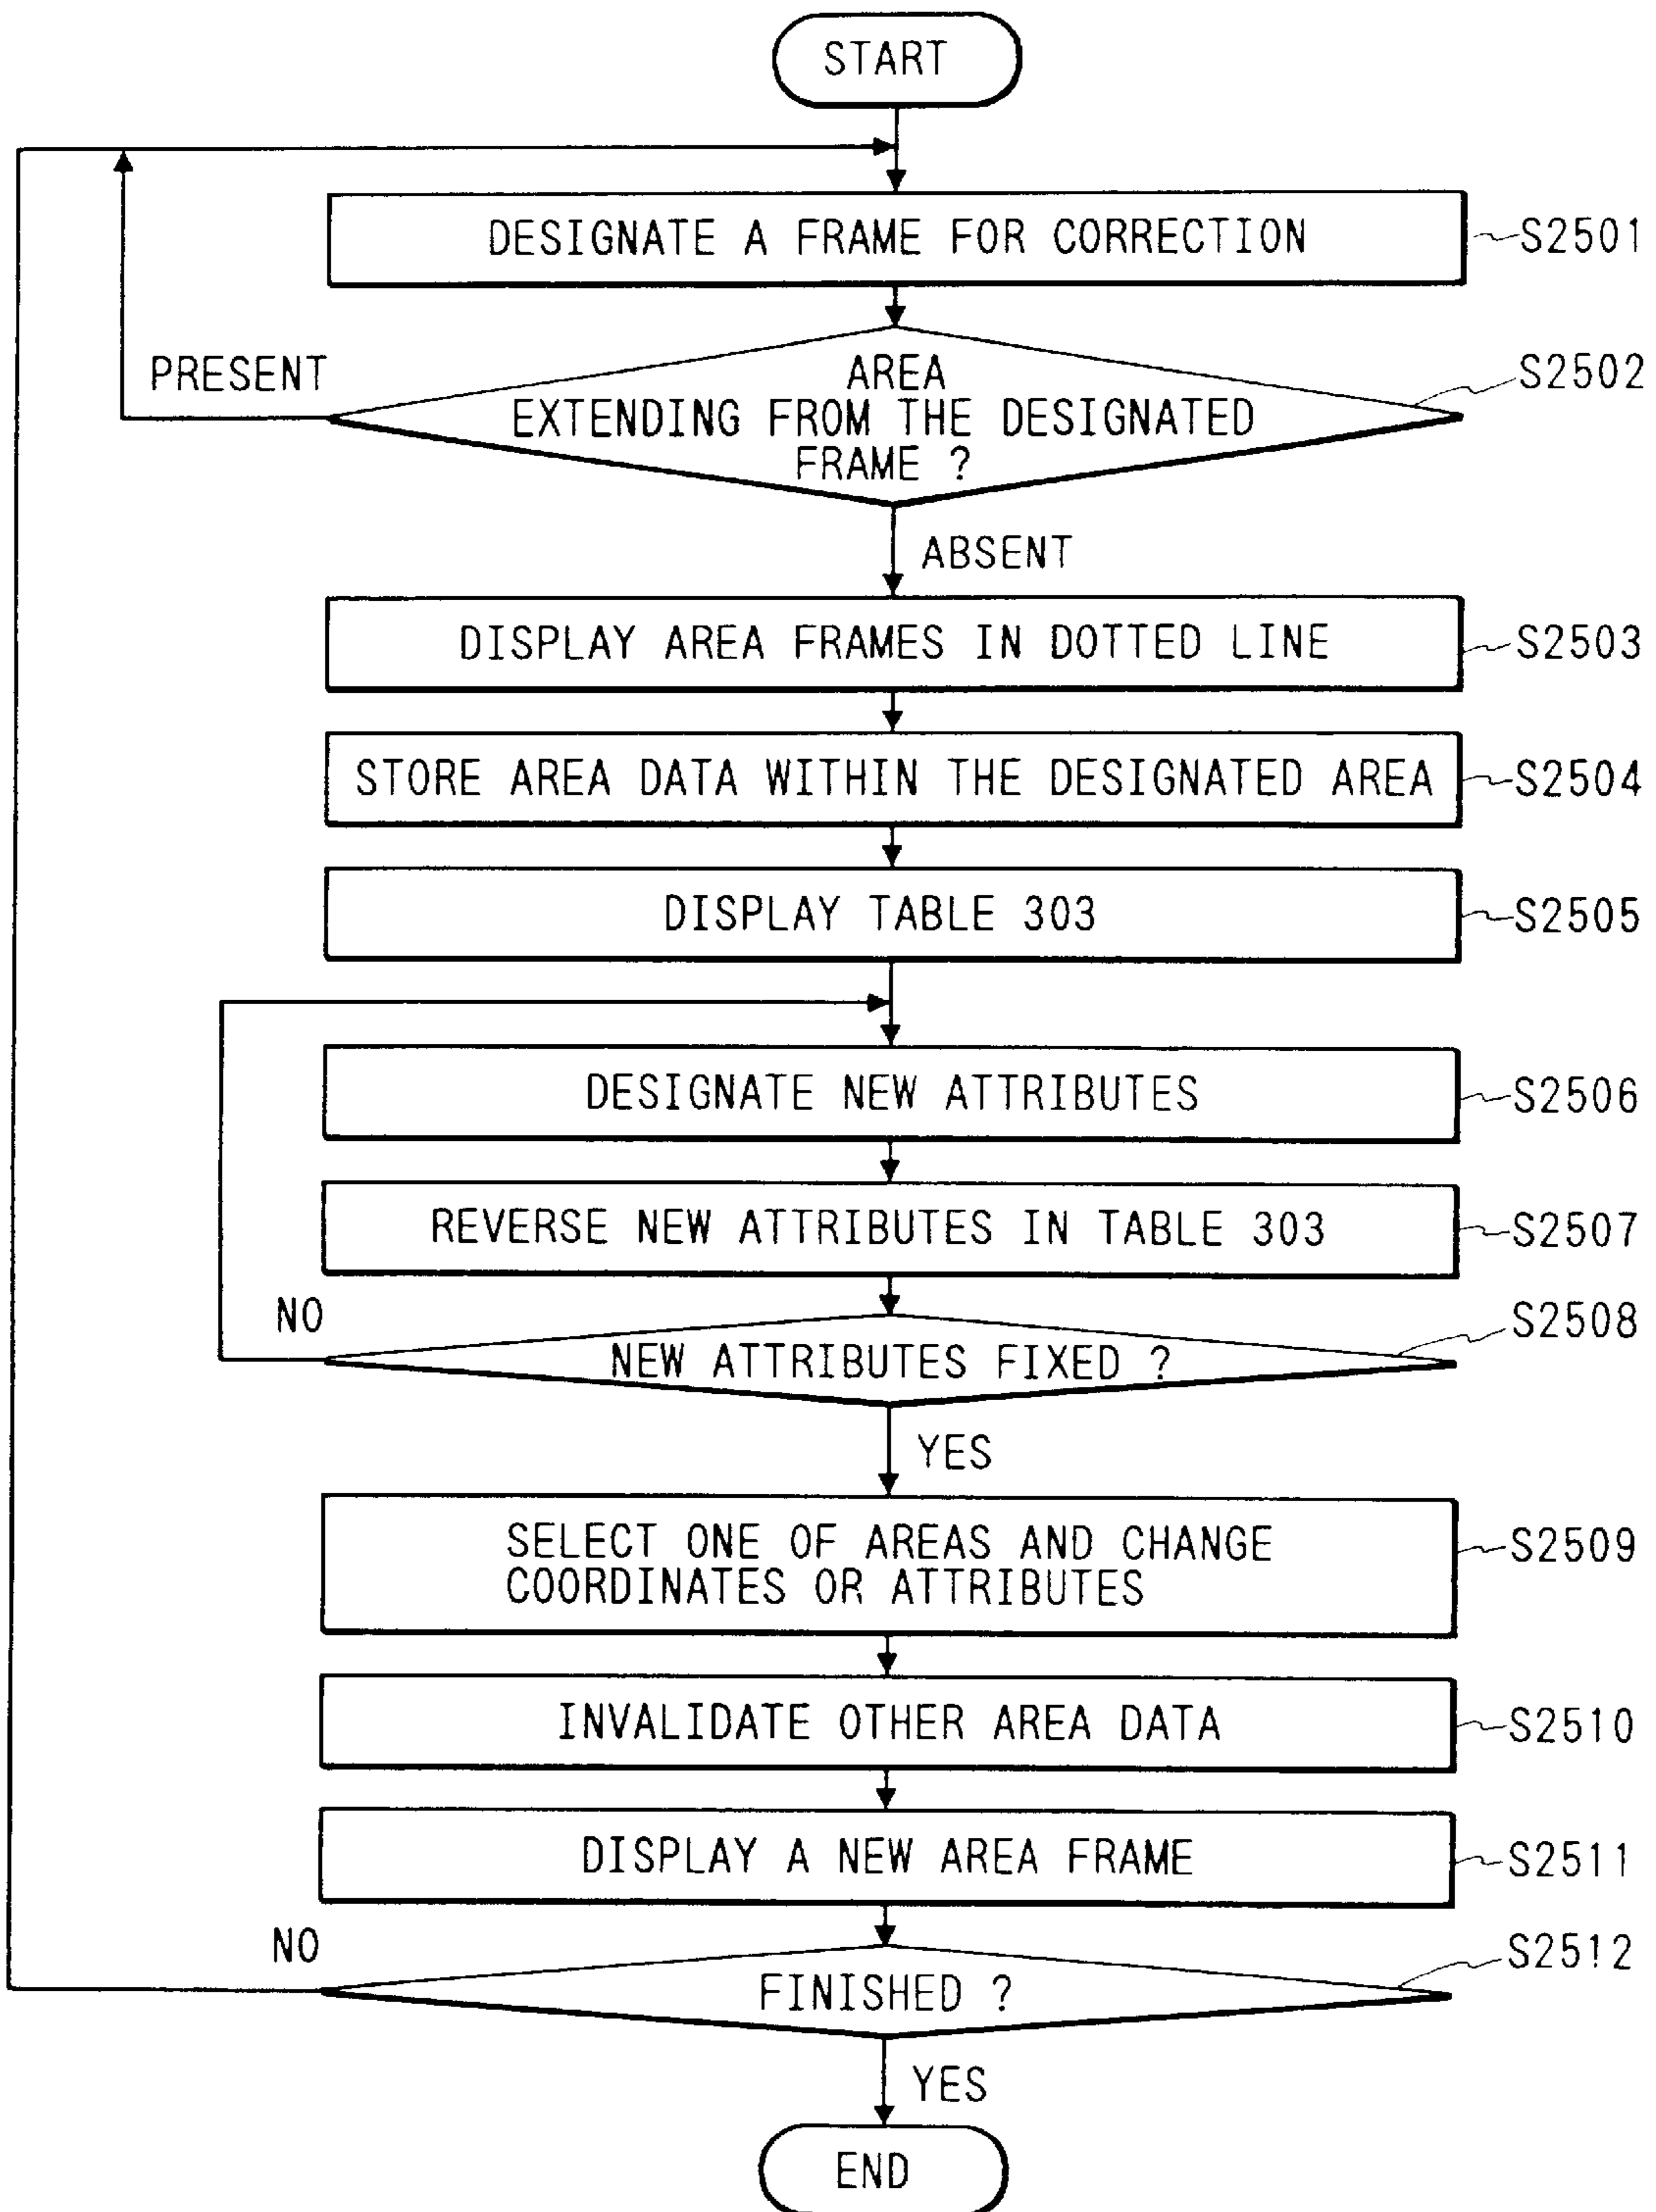 START
DESIGNATE A FRAME FOR CORRECTION
S2501
PRESENT
AREA
EXTENDING FROM THE DESIGNATED
FRAME ?
S2502
ABSENT
DISPLAY AREA FRAMES IN DOTTED LINE
S2503
STORE AREA DATA WITHIN THE DESIGNATED AREA
S2504
DISPLAY TABLE 303
S2505
DESIGNATE NEW ATTRIBUTES
S2506
REVERSE NEW ATTRIBUTES IN TABLE 303
S2507
NO
NEW ATTRIBUTES FIXED ?
S2508
YES
SELECT ONE OF AREAS AND CHANGE
COORDINATES OR ATTRIBUTES
S2509
INVALIDATE OTHER AREA DATA
S2510
DISPLAY A NEW AREA FRAME
S2511
NO
FINISHED ?
S2512
YES
END